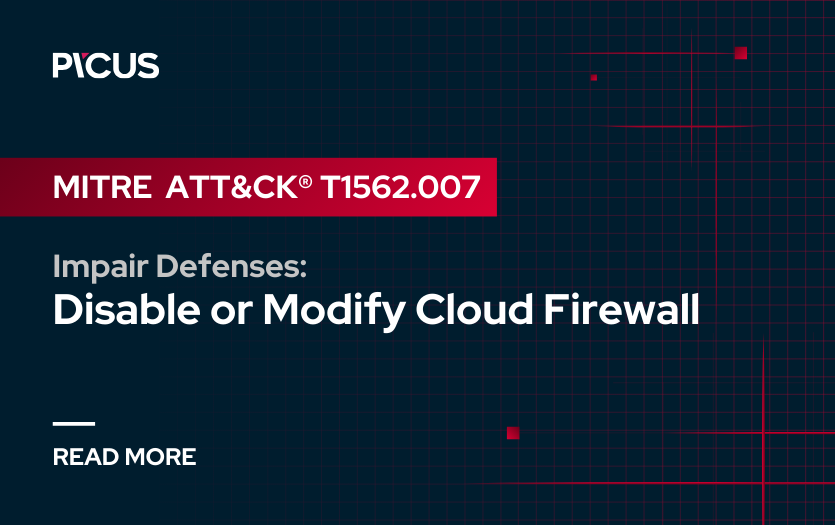 PICUS
MITRE ATT&CK® T1562.007
Impair Defenses:
Disable or Modify Cloud Firewall
READ MORE